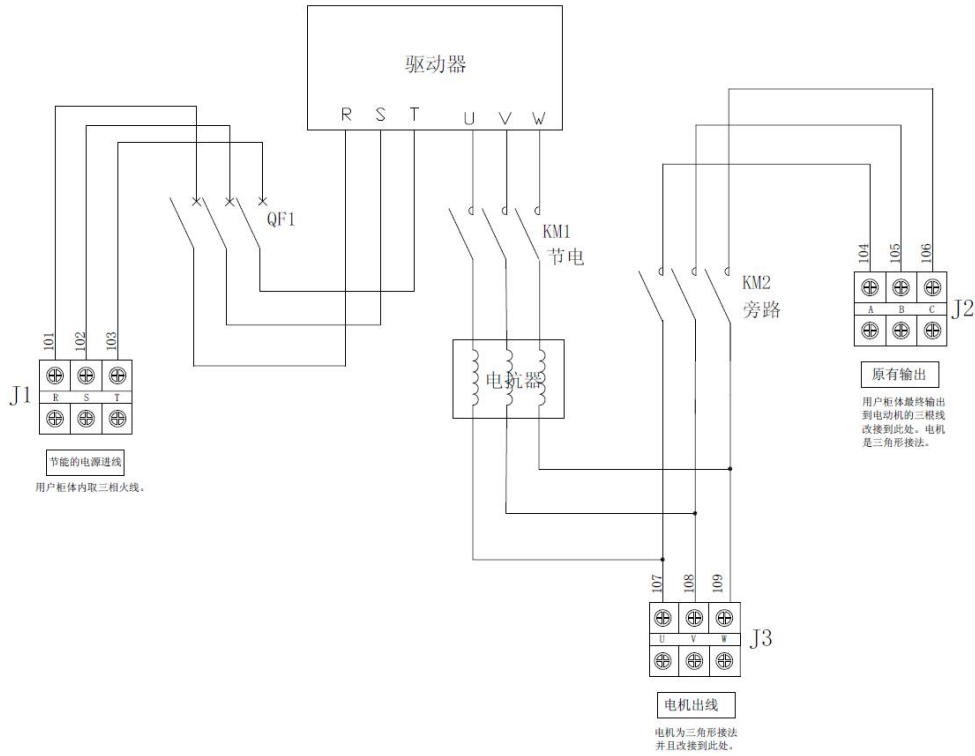 驱动器
R S T U V W
QF1
KM1
节电
KM2
旁路
101 102 103
104 105 106
J1
R S T
J2
A B C
电抗器
原有输出
用户柜体最终输出
到电动机的三根线
改接到此处。电机
是三角形接法。
节能的电源进线
用户柜体内取三相火线。
107 108 109
J3
U V W
电机出线
电机为三角形接法
并且改接到此处。